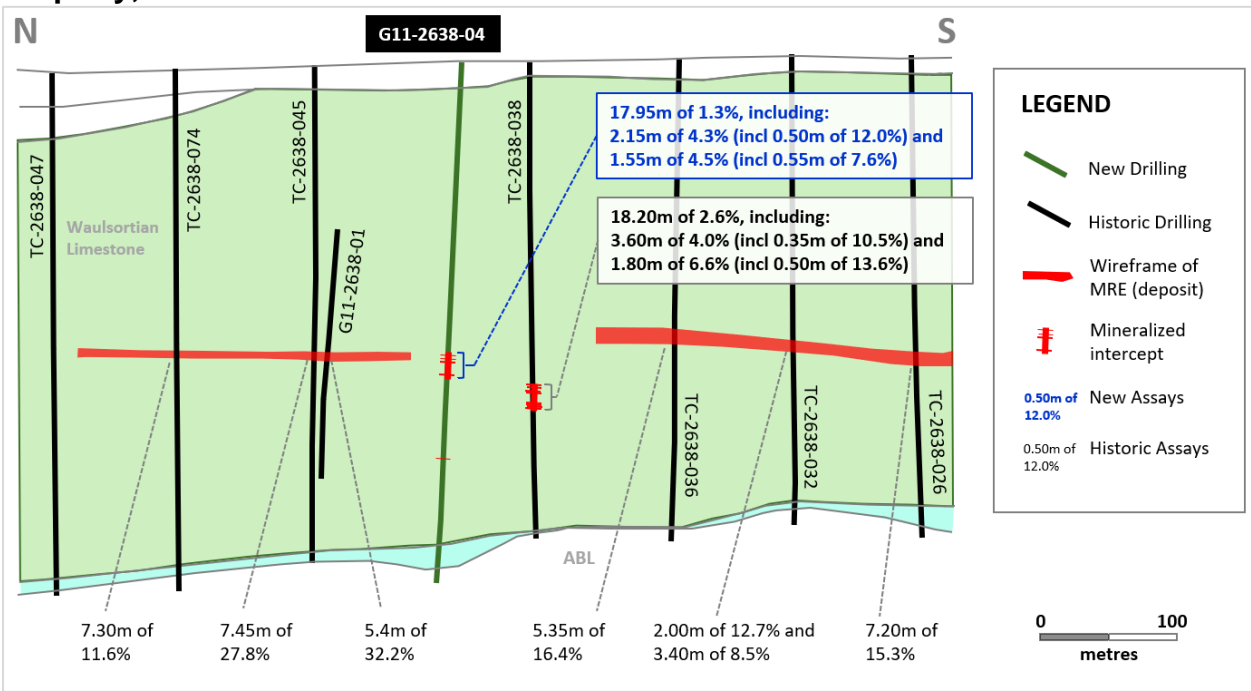 N
G11-2638-04
S
TC-2638-047
TC-2638-074
TC-2638-045
TC-2638-038
17.95m of 1.3%, including:
2.15m of 4.3% (incl 0.50m of 12.0%) and
1.55m of 4.5% (incl 0.55m of 7.6%)
18.20m of 2.6%, including:
3.60m of 4.0% (incl 0.35m of 10.5%) and
1.80m of 6.6% (incl 0.50m of 13.6%)
Waulsortian
Limestone
G11-2638-01
TC-2638-036
TC-2638-032
TC-2638-026
ABL
7.30m of
11.6%
7.45m of
27.8%
5.4m of
32.2%
5.35m of
16.4%
2.00m of 12.7% and
3.40m of 8.5%
7.20m of
15.3%
LEGEND
New Drilling
Historic Drilling
Wireframe of
MRE (deposit)
Mineralized
intercept
0.50m of
12.0%
New Assays
0.50m of
12.0%
Historic Assays
0 100
metres